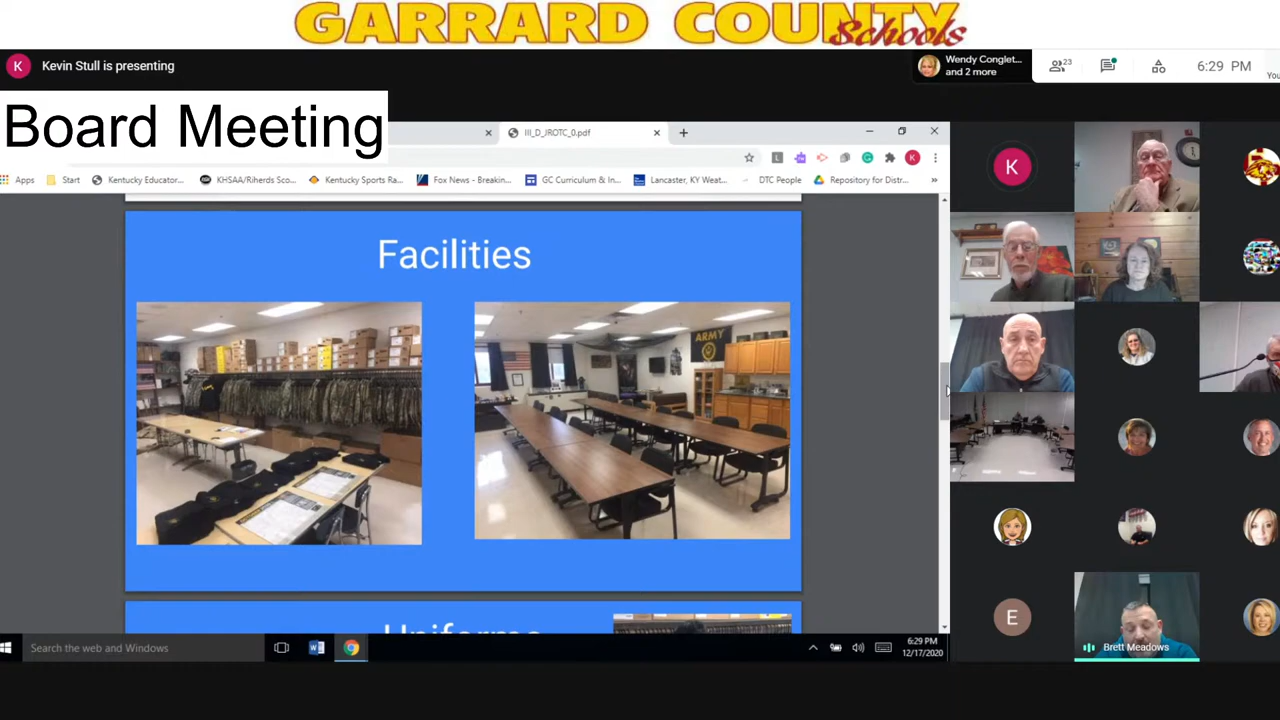 GARRARD COUNTY
Schools
K
Kevin Stull is presenting
Wendy Conglet...
and 2 more
23
6:29 PM
You
Board Meeting
III_D_JROTC_0.pdf
Apps
Start
Kentucky Educator...
KHSAA/Riherds Sco...
Kentucky Sports Ra...
Fox News - Breakin...
GC Curriculum & In...
Lancaster, KY Weat...
DTC People
Repository for Distr...
K
Facilities
ARMY
Uniforms
K
E
Brett Meadows
Search the web and Windows
6:29 PM
12/17/2020